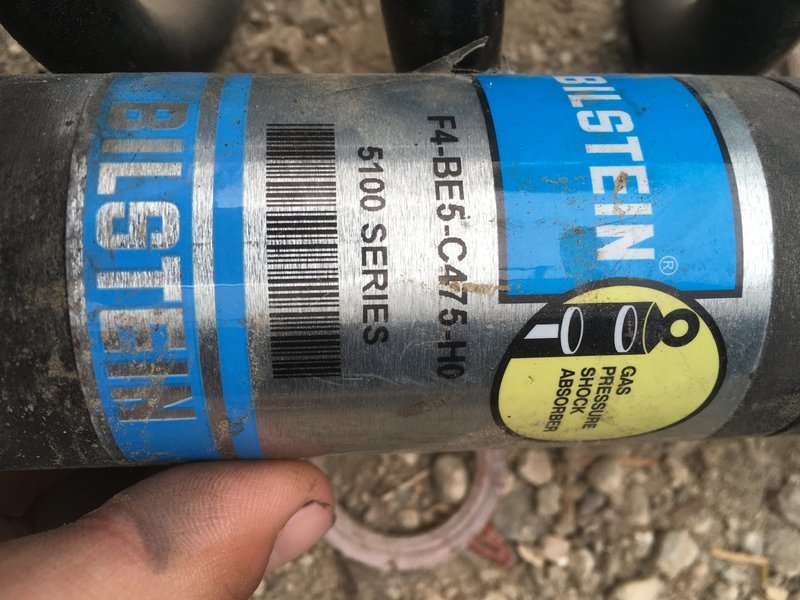 BILSTEIN
5100 SERIES
F4-BE5-C475-H0
BILSTEIN®
GAS
PRESSURE
SHOCK
ABSORBER